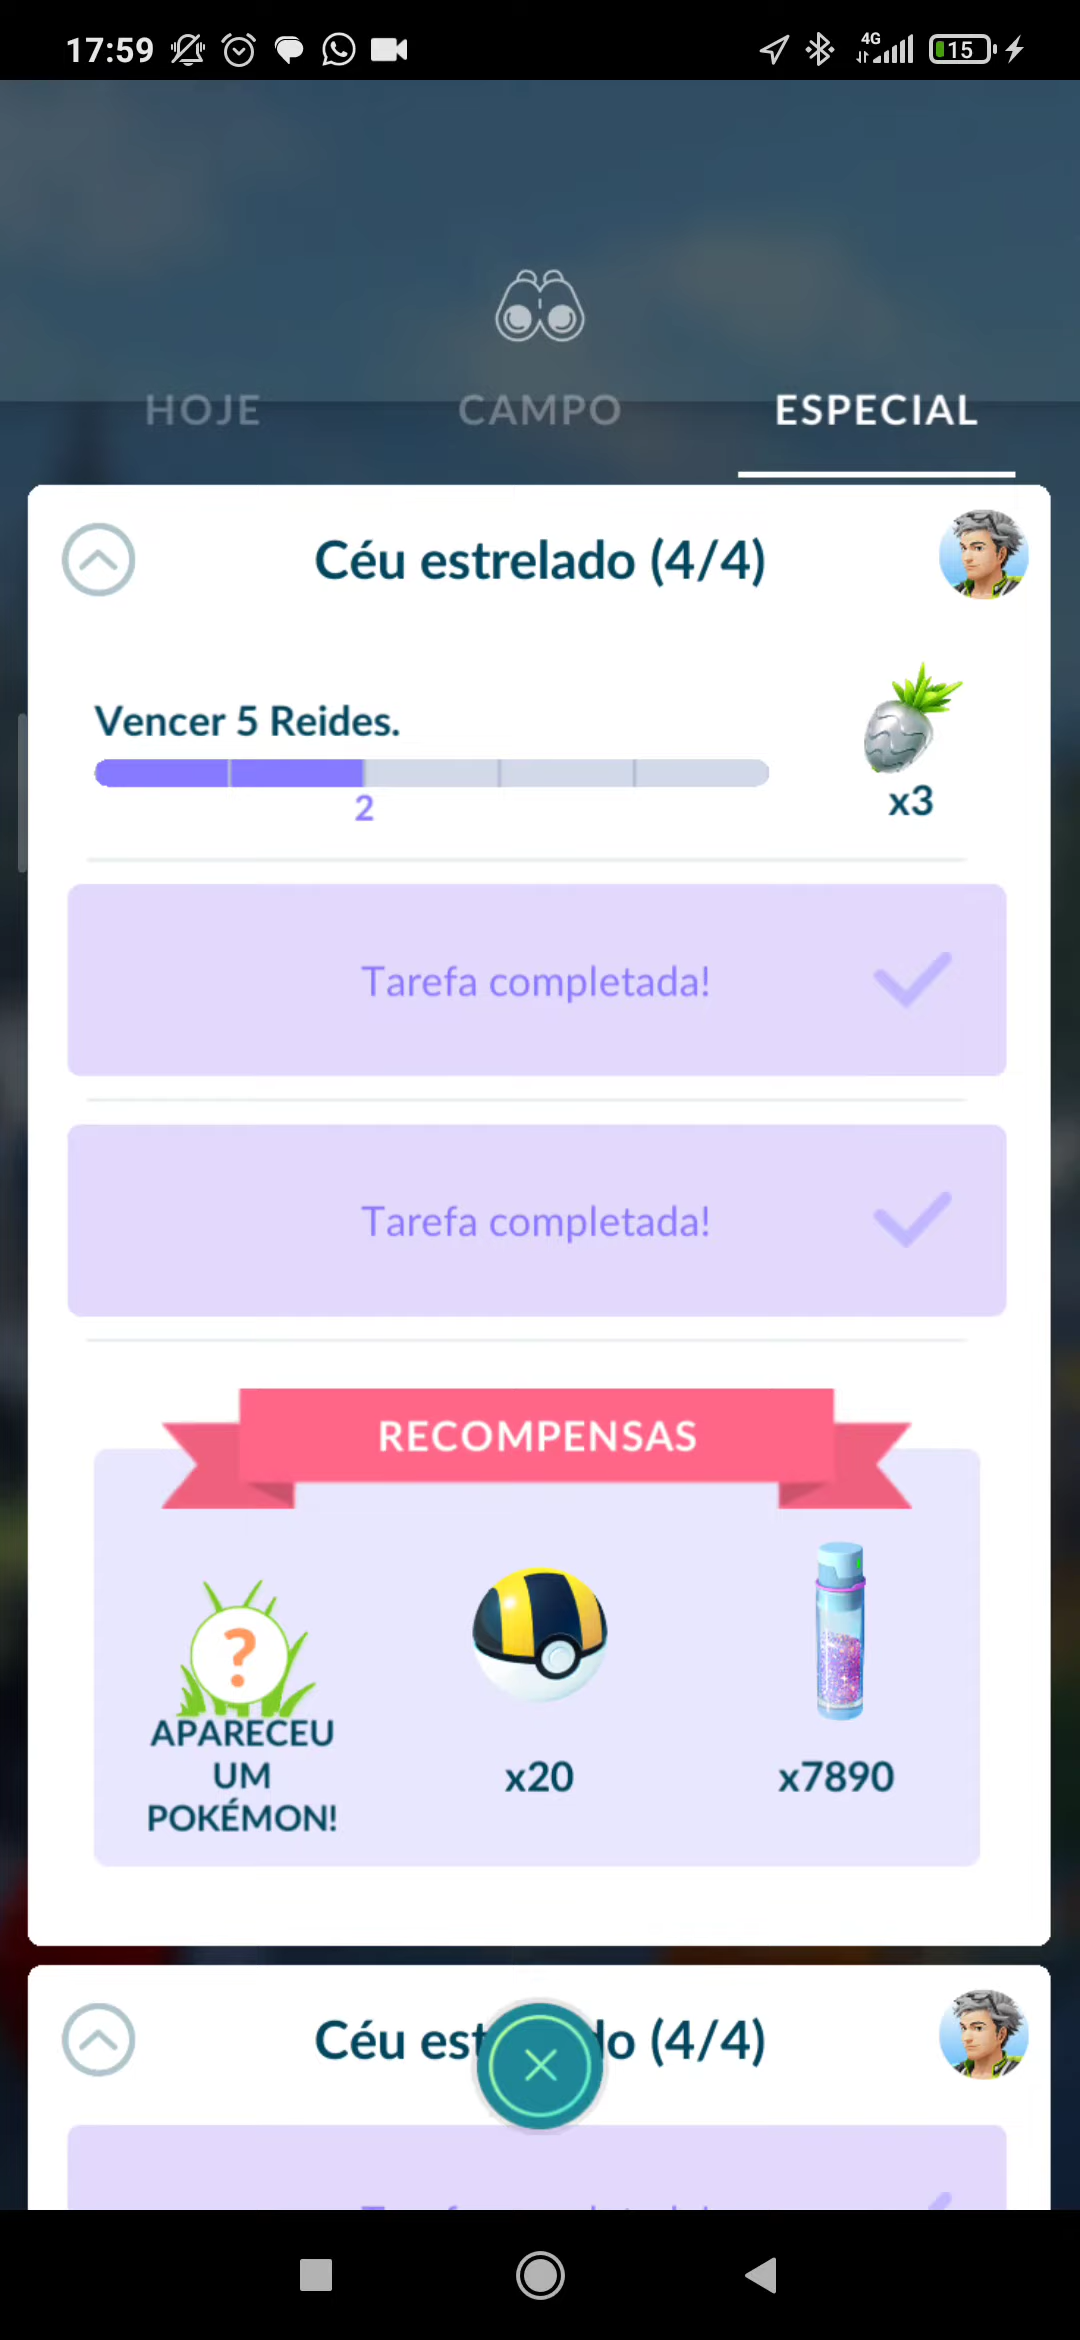 17:59
4G
15
HOJE
CAMPO
ESPECIAL
Céu estrelado (4/4)
Vencer 5 Reides.
2
x3
Tarefa completada!
Tarefa completada!
RECOMPENSAS
?
APARECEU
UM
POKÉMON!
x20
x7890
Céu est
do (4/4)